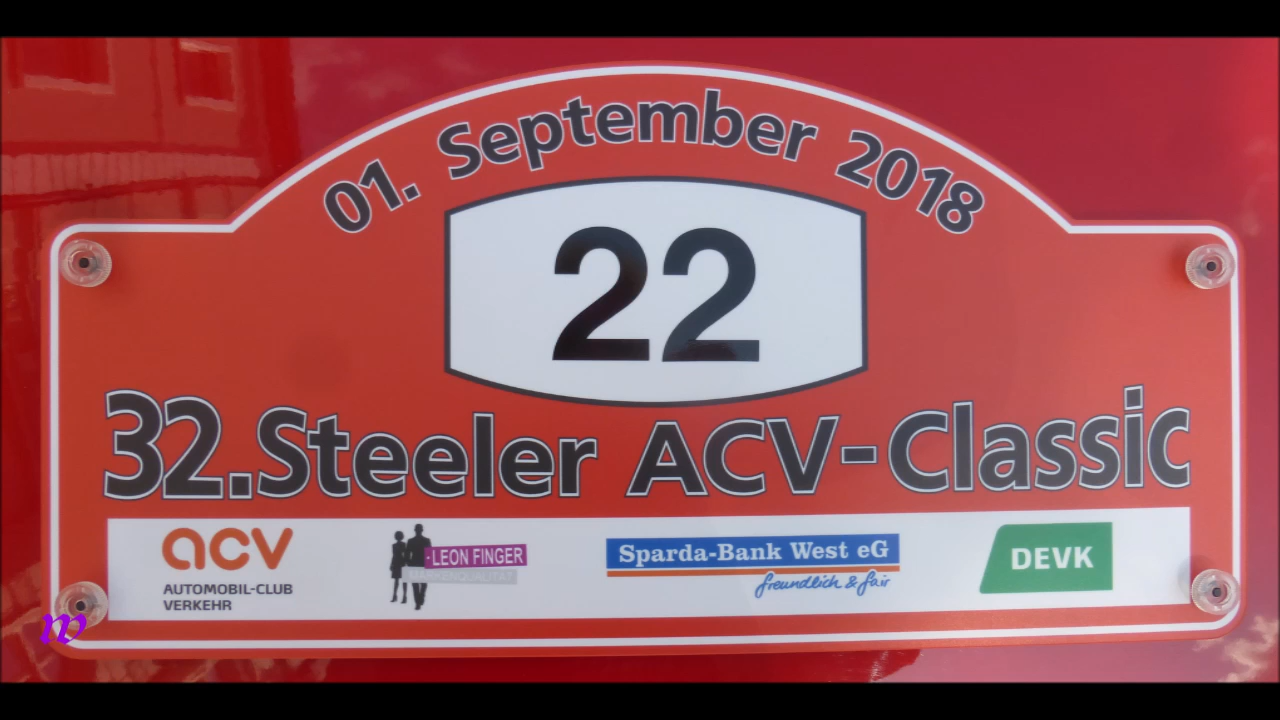 01. September 2018
22
32.Steeler ACV-Classic
acv
AUTOMOBIL-CLUB
VERKEHR
-LEON FINGER
MARKENQUALITÄT
Sparda-Bank West eG
freundlich & fair
DEVK
w